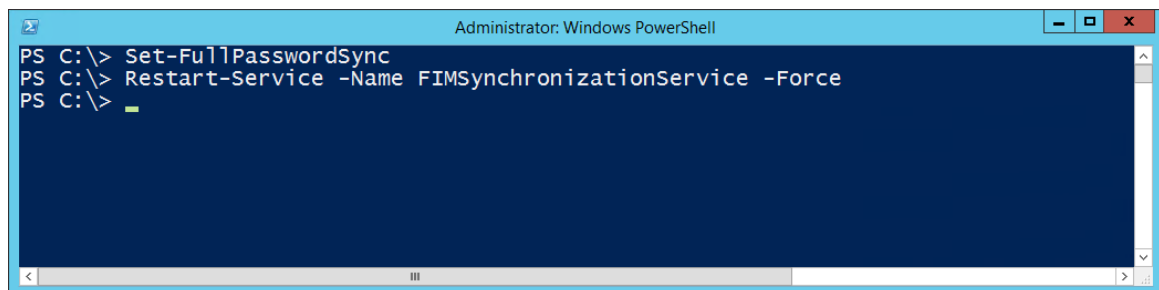 Administrator: Windows PowerShell
PS C:\> Set-FullPasswordSync
PS C:\> Restart-Service -Name FIMSynchronizationService -Force
PS C:\>